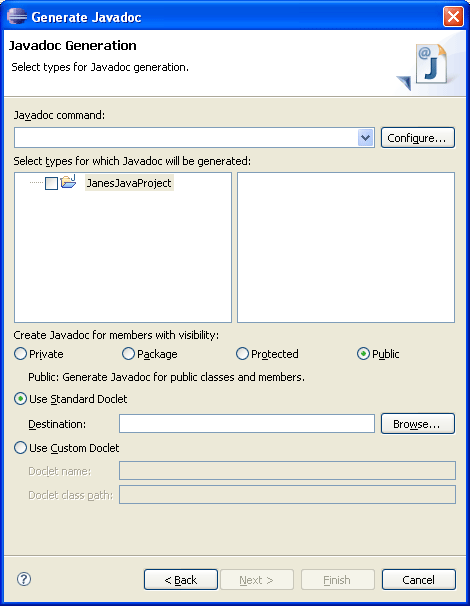 Generate Javadoc
Javadoc Generation
Select types for Javadoc generation.
@
J
Javadoc command:
Configure...
Select types for which Javadoc will be generated:
JanesJavaProject
Create Javadoc for members with visibility:
Private Package Protected Public
Public: Generate Javadoc for public classes and members.
Use Standard Doclet
Destination: Browse...
Use Custom Doclet
Doclet name:
Doclet class path:
? < Back Next > Finish Cancel